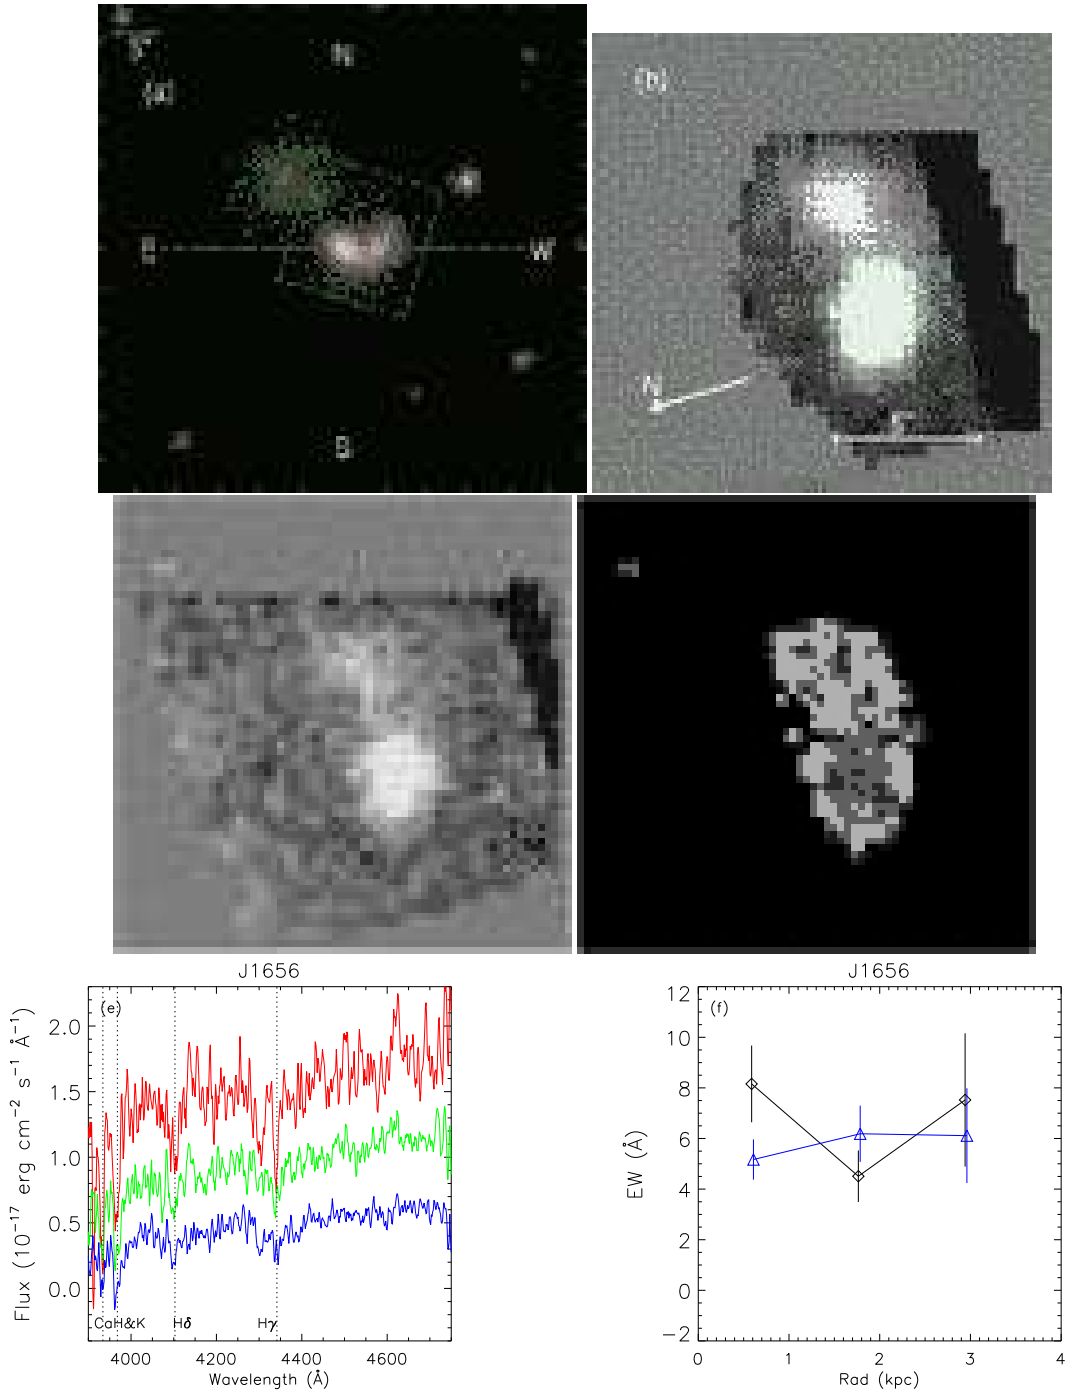 5"
N
(a)
E
W
S
(b)
N
J1656
(e)
2.0
1.5
1.0
0.5
0.0
Flux (10⁻¹⁷ erg cm⁻² s⁻¹ Å⁻¹)
CaH&K
Hδ
Hγ
4000 4200 4400 4600
Wavelength (Å)
J1656
(f)
12
10
8
6
4
2
0
−2
EW (Å)
0 1 2 3 4
Rad (kpc)